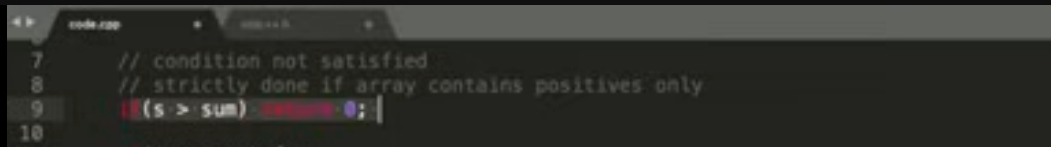 code.cpp
7 // condition not satisfied
8 // strictly done if array contains positives only
9 if(s > sum) return 0;
10